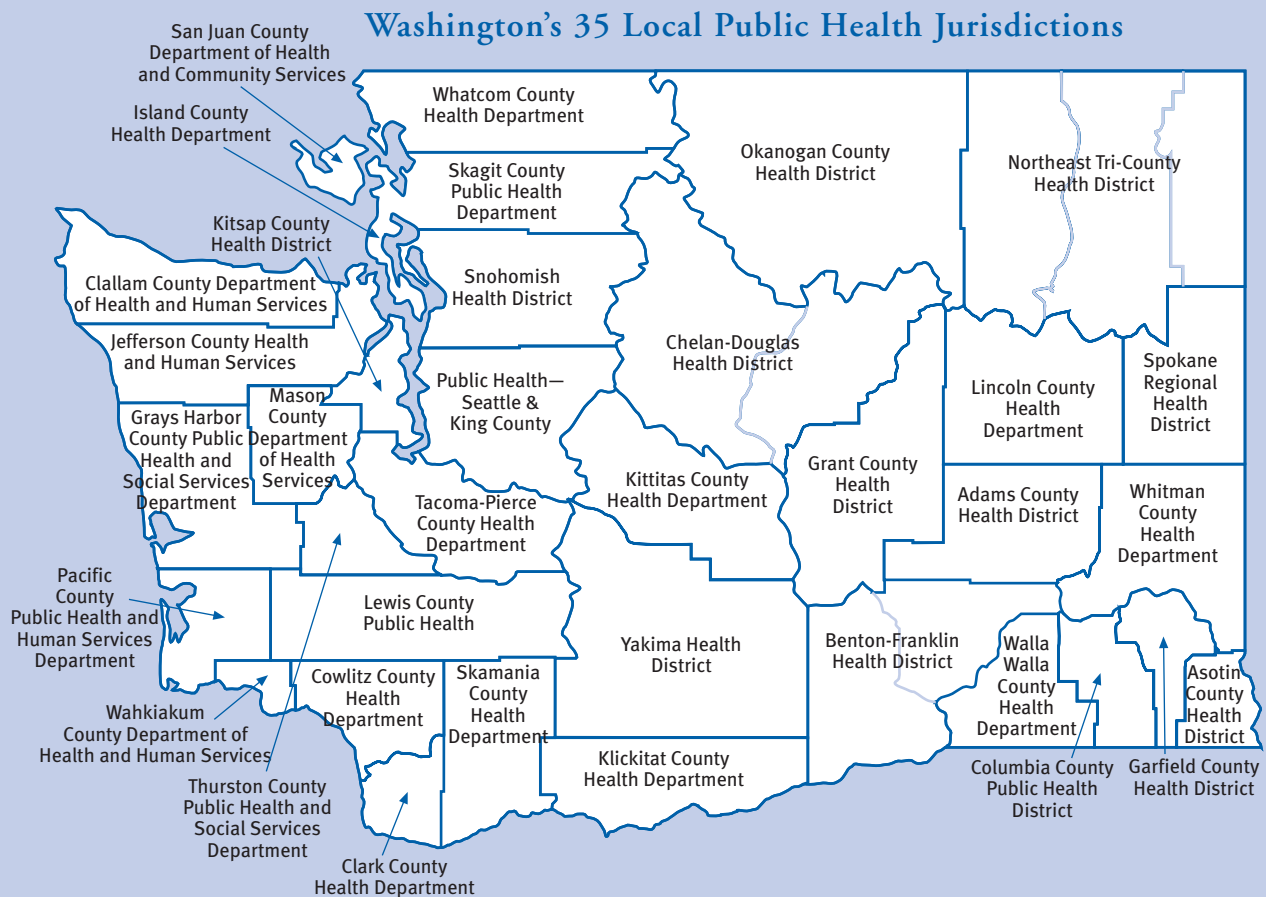 Washington's 35 Local Public Health Jurisdictions
San Juan County
Department of Health
and Community Services
Island County
Health Department
Whatcom County
Health Department
Okanogan County
Health District
Northeast Tri-County
Health District
Skagit County
Public Health
Department
Kitsap County
Health District
Clallam County Department
of Health and Human Services
Snohomish
Health District
Jefferson County Health
and Human Services
Chelan-Douglas
Health District
Spokane
Regional
Health
District
Public Health—
Seattle &
King County
Lincoln County
Health
Department
Mason
County
Department
of Health
Services
Grays Harbor
County Public
Health and
Social Services
Department
Kittitas County
Health Department
Grant County
Health
District
Adams County
Health District
Whitman
County
Health
Department
Tacoma-Pierce
County Health
Department
Pacific
County
Public Health and
Human Services
Department
Lewis County
Public Health
Yakima Health
District
Benton-Franklin
Health District
Walla
Walla
County
Health
Department
Asotin
County
Health
District
Cowlitz County
Health
Department
Skamania
County
Health
Department
Wahkiakum
County Department of
Health and Human Services
Klickitat County
Health Department
Columbia County
Public Health
District
Garfield County
Health District
Thurston County
Public Health and
Social Services
Department
Clark County
Health Department